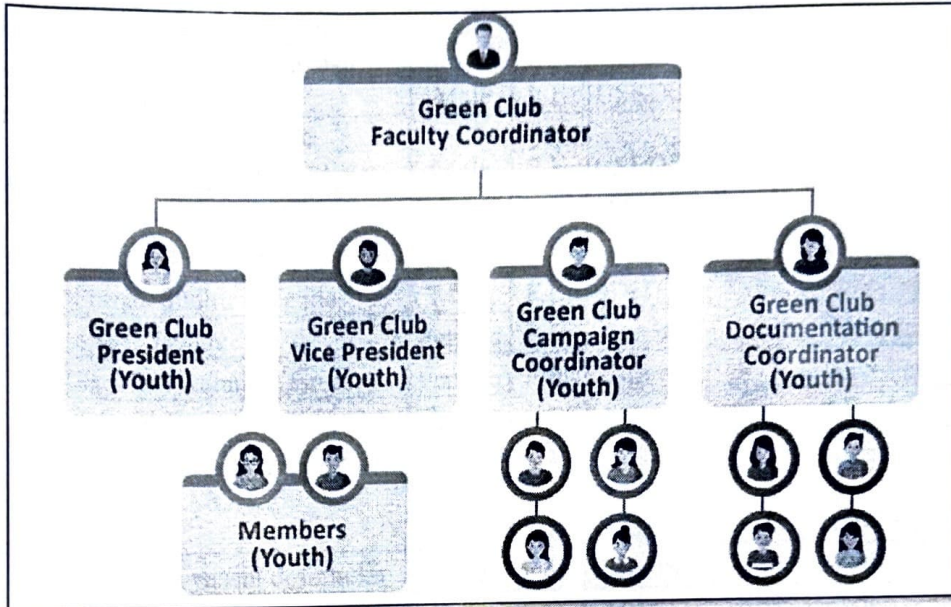 Green Club
Faculty Coordinator
Green Club
President
(Youth)
Green Club
Vice President
(Youth)
Green Club
Campaign
Coordinator
(Youth)
Green Club
Documentation
Coordinator
(Youth)
Members
(Youth)